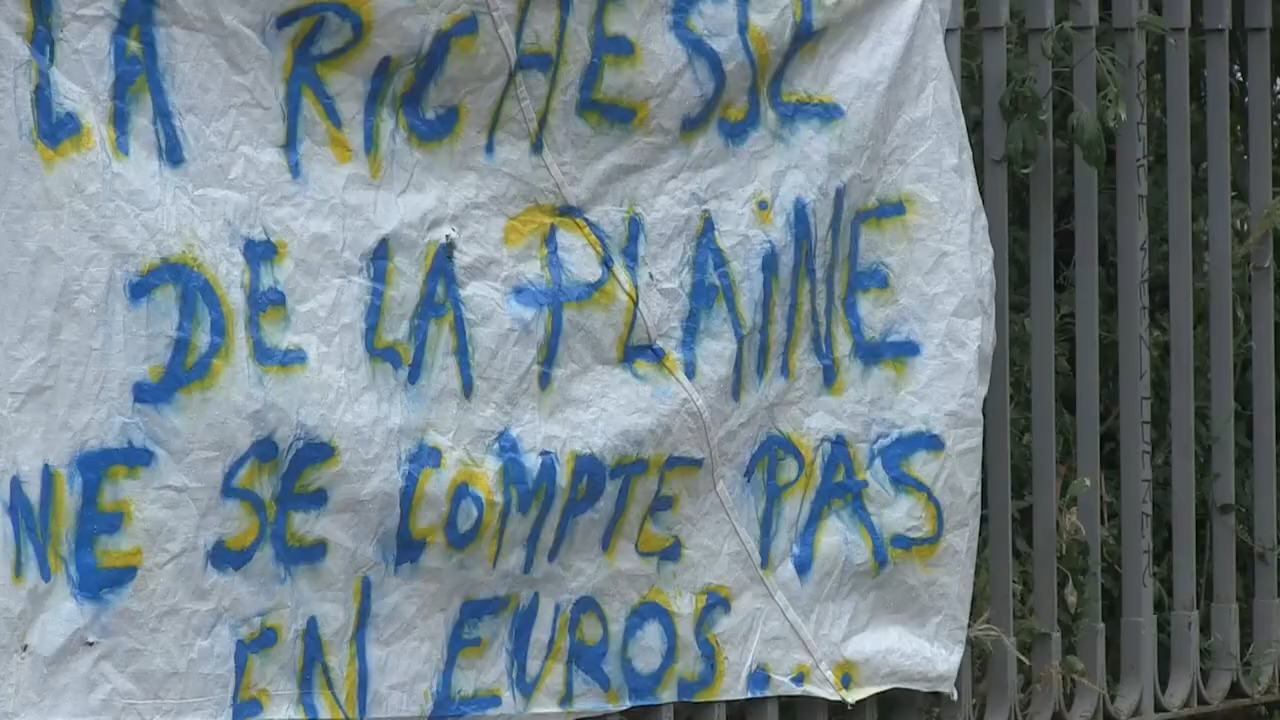 LA RICHESSE
DE LA PLAiNE
NE SE COMPTE PAS
EN EUROS...